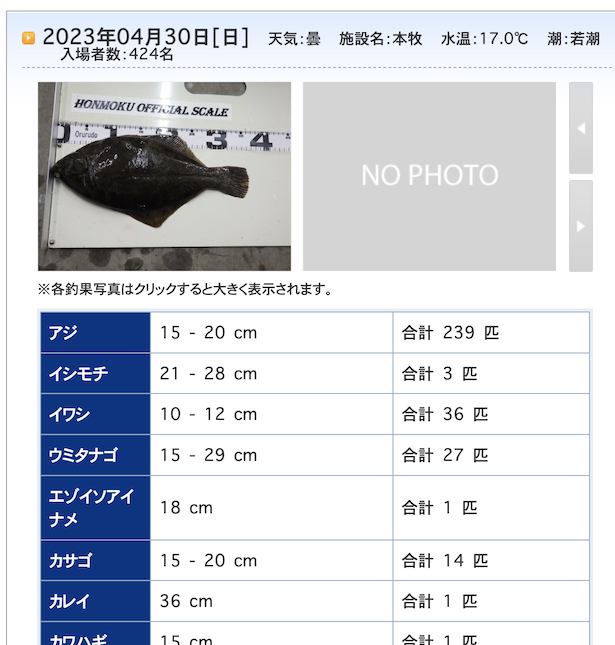 2023年04月30日[日] 天気:曇 施設名:本牧 水温:17.0℃ 潮:若潮
入場者数:424名
HONMOKU OFFICIAL SCALE
Ururudo
3 4
NO PHOTO
※各釣果写真はクリックすると大きく表示されます。
アジ 15 - 20 cm 合計 239 匹
イシモチ 21 - 28 cm 合計 3 匹
イワシ 10 - 12 cm 合計 36 匹
ウミタナゴ 15 - 29 cm 合計 27 匹
エゾイソアイ
ナメ 18 cm 合計 1 匹
カサゴ 15 - 20 cm 合計 14 匹
カレイ 36 cm 合計 1 匹
カワハギ 15 cm 合計 1 匹